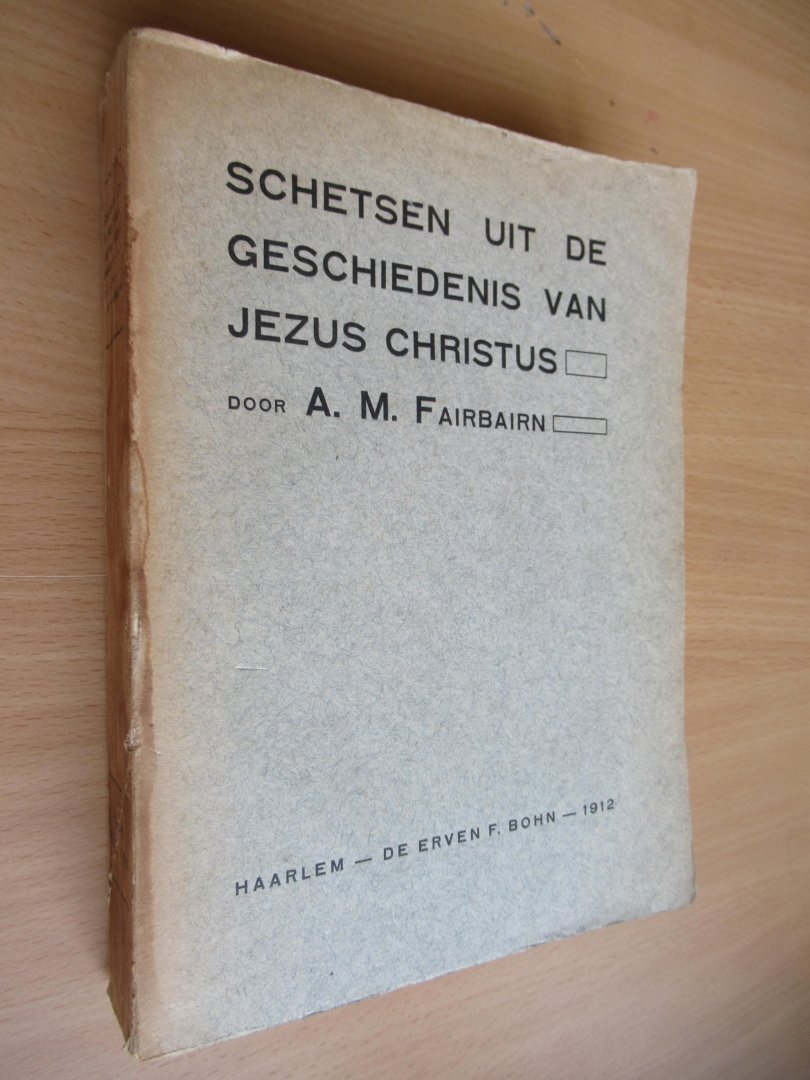 SCHETSEN UIT DE
GESCHIEDENIS VAN
JEZUS CHRISTUS
DOOR A. M. FAIRBAIRN
HAARLEM — DE ERVEN F. BOHN — 1912